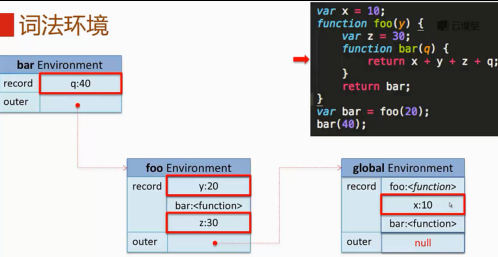 词法环境
var x = 10;
function foo(y) {
var z = 30;
function bar(q) {
return x + y + z + q;
}
return bar;
}
var bar = foo(20);
bar(40);
bar Environment
record q:40
outer
foo Environment
record y:20
bar:<function>
z:30
outer
global Environment
record foo:<function>
x:10
bar:<function>
outer null